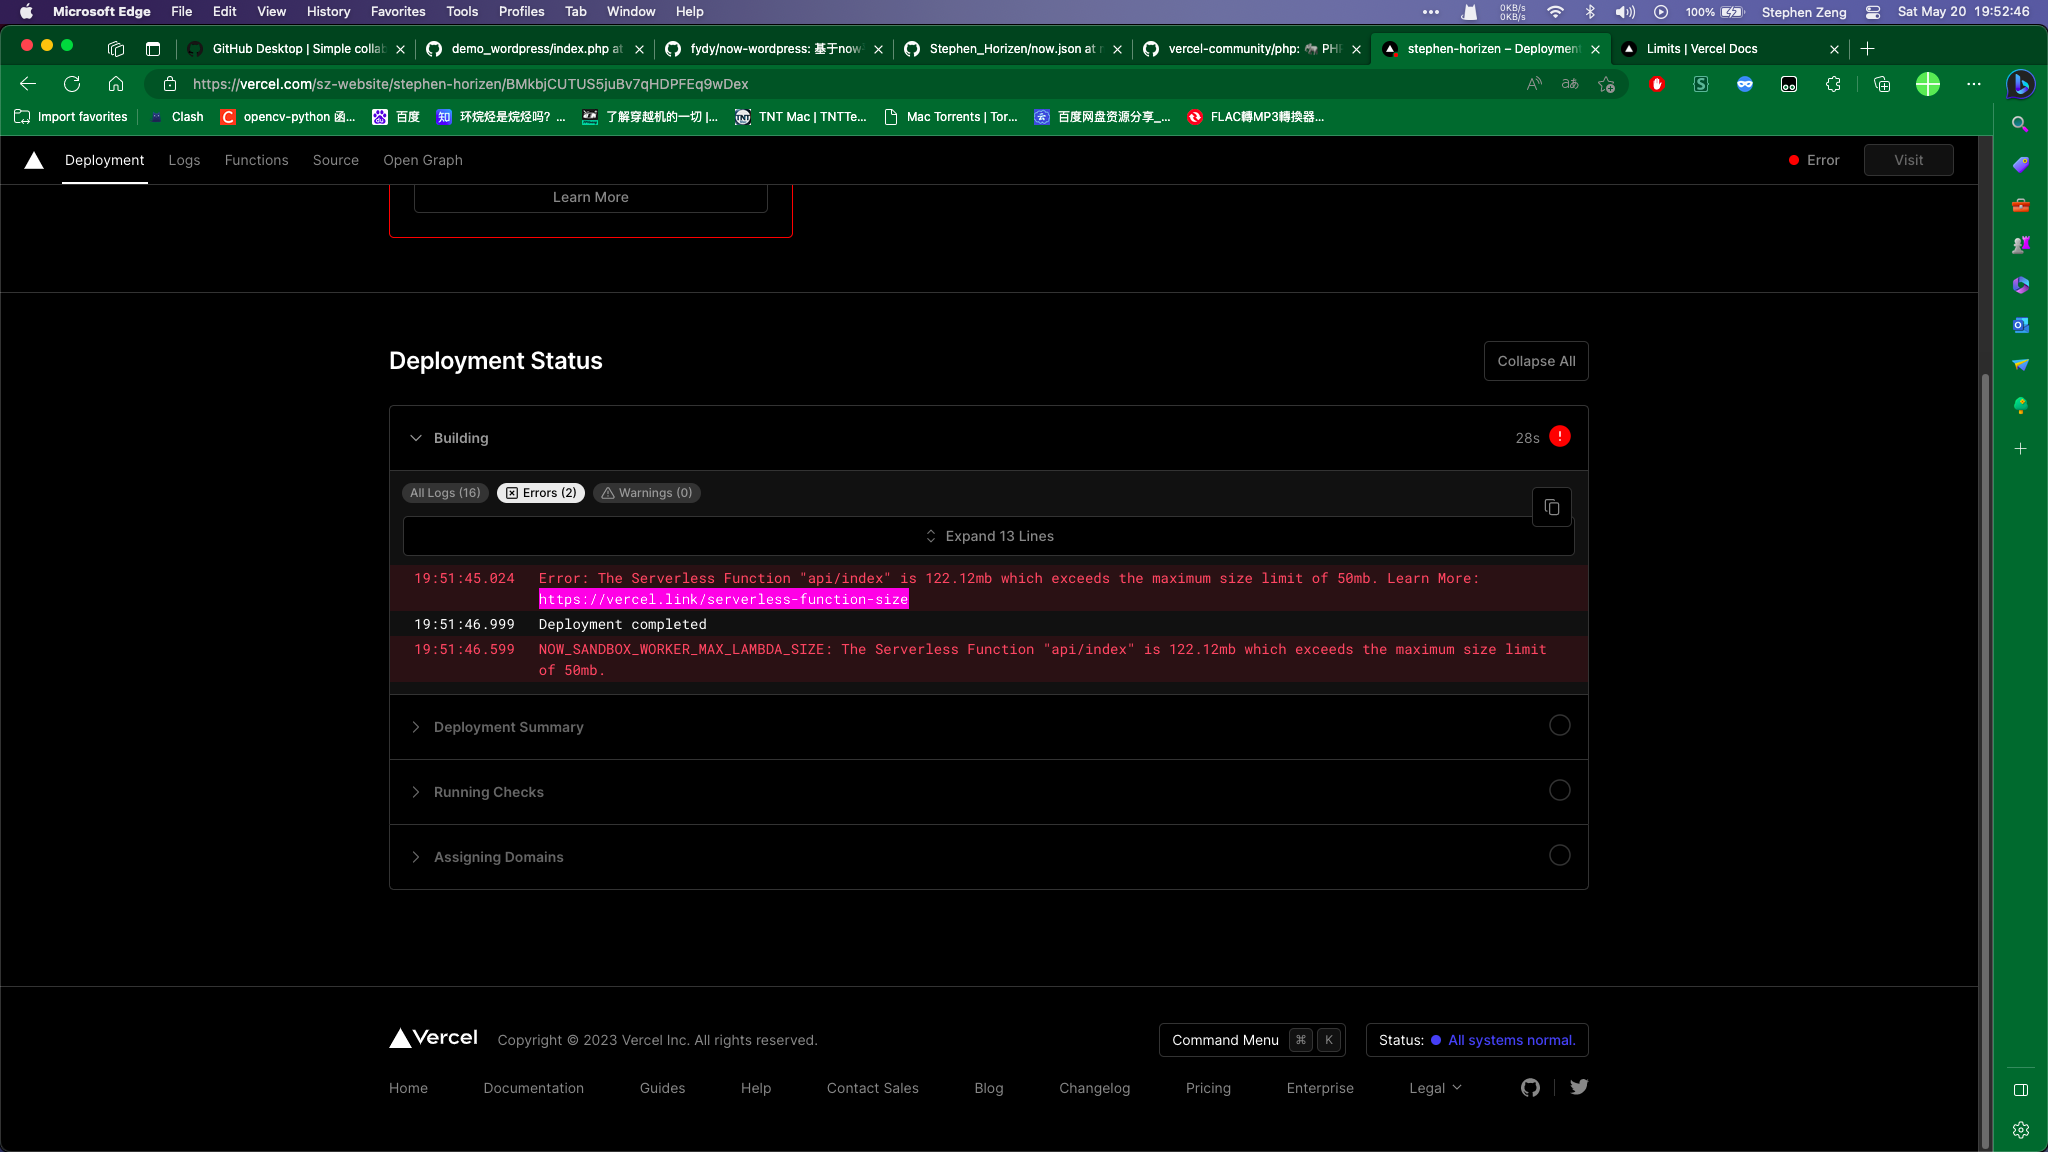 Microsoft Edge File Edit View History Favorites Tools Profiles Tab Window Help 0KB/s 0KB/s 100% Stephen Zeng Sat May 20 19:52:46
GitHub Desktop | Simple collab demo_wordpress/index.php at fydy/now-wordpress: 基于now Stephen_Horizen/now.json at vercel-community/php: PHP stephen-horizen – Deployment Limits | Vercel Docs
https://vercel.com/sz-website/stephen-horizen/BMkbjCUTUS5juBv7qHDPFEq9wDex
Import favorites Clash opencv-python 函... 百度 环烷烃是烷烃吗? ... 了解穿越机的一切 |... TNT Mac | TNTTe... Mac Torrents | Tor... 百度网盘资源分享_... FLAC轉MP3轉換器...
Deployment Logs Functions Source Open Graph Error Visit
Learn More
Deployment Status Collapse All
Building 28s
All Logs (16) Errors (2) Warnings (0)
Expand 13 Lines
19:51:45.024 Error: The Serverless Function "api/index" is 122.12mb which exceeds the maximum size limit of 50mb. Learn More:
https://vercel.link/serverless-function-size
19:51:46.999 Deployment completed
19:51:46.599 NOW_SANDBOX_WORKER_MAX_LAMBDA_SIZE: The Serverless Function "api/index" is 122.12mb which exceeds the maximum size limit
of 50mb.
Deployment Summary
Running Checks
Assigning Domains
Vercel Copyright © 2023 Vercel Inc. All rights reserved. Command Menu ⌘ K Status: All systems normal.
Home Documentation Guides Help Contact Sales Blog Changelog Pricing Enterprise Legal